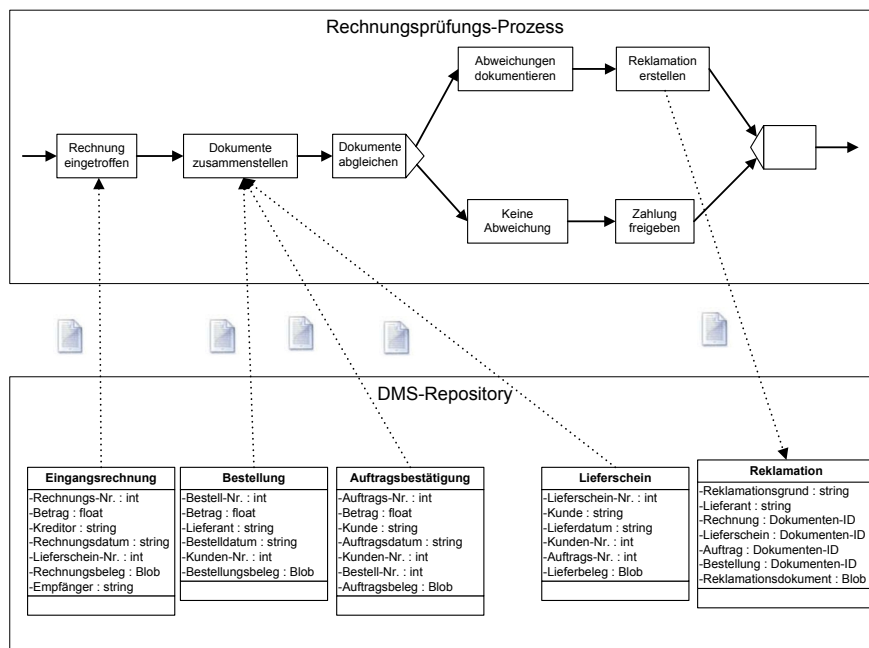 Rechnungsprüfungs-Prozess
Abweichungen
dokumentieren
Reklamation
erstellen
Rechnung
eingetroffen
Dokumente
zusammenstellen
Dokumente
abgleichen
Keine
Abweichung
Zahlung
freigeben
DMS-Repository
Eingangsrechnung
-Rechnungs-Nr. : int
-Betrag : float
-Kreditor : string
-Rechnungsdatum : string
-Lieferschein-Nr. : int
-Rechnungsbeleg : Blob
-Empfänger : string
Bestellung
-Bestell-Nr. : int
-Betrag : float
-Lieferant : string
-Bestelldatum : string
-Kunden-Nr. : int
-Bestellungsbeleg : Blob
Auftragsbestätigung
-Auftrags-Nr. : int
-Betrag : float
-Kunde : string
-Auftragsdatum : string
-Kunden-Nr. : int
-Bestell-Nr. : int
-Auftragsbeleg : Blob
Lieferschein
-Lieferschein-Nr. : int
-Kunde : string
-Lieferdatum : string
-Kunden-Nr. : int
-Auftrags-Nr. : int
-Lieferbeleg : Blob
Reklamation
-Reklamationsgrund : string
-Lieferant : string
-Rechnung : Dokumenten-ID
-Lieferschein : Dokumenten-ID
-Auftrag : Dokumenten-ID
-Bestellung : Dokumenten-ID
-Reklamationsdokument : Blob